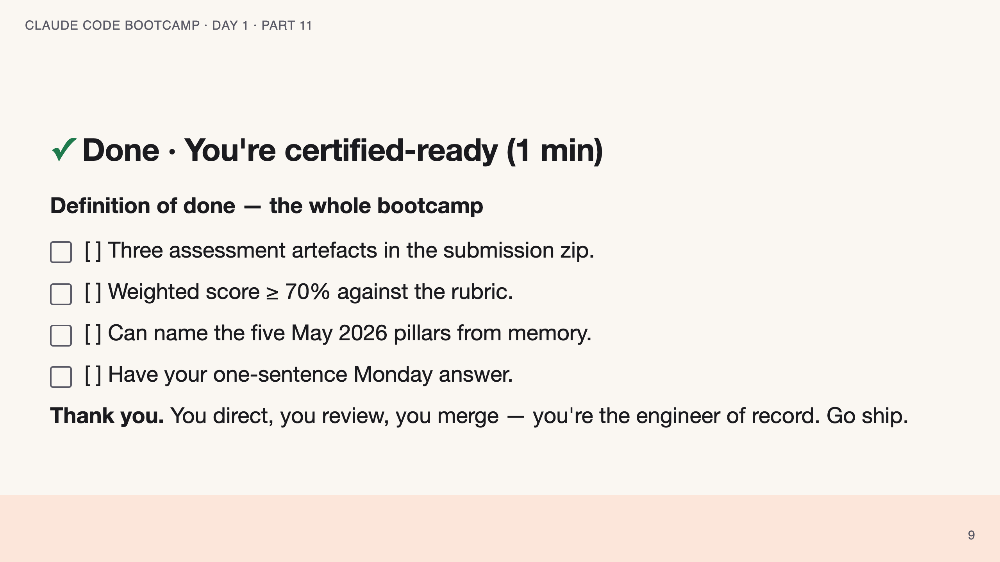 CLAUDE CODE BOOTCAMP · DAY 1 · PART 11
✓ Done · You're certified-ready (1 min)
Definition of done — the whole bootcamp
[ ] Three assessment artefacts in the submission zip.
[ ] Weighted score ≥ 70% against the rubric.
[ ] Can name the five May 2026 pillars from memory.
[ ] Have your one-sentence Monday answer.
Thank you. You direct, you review, you merge — you're the engineer of record. Go ship.
9